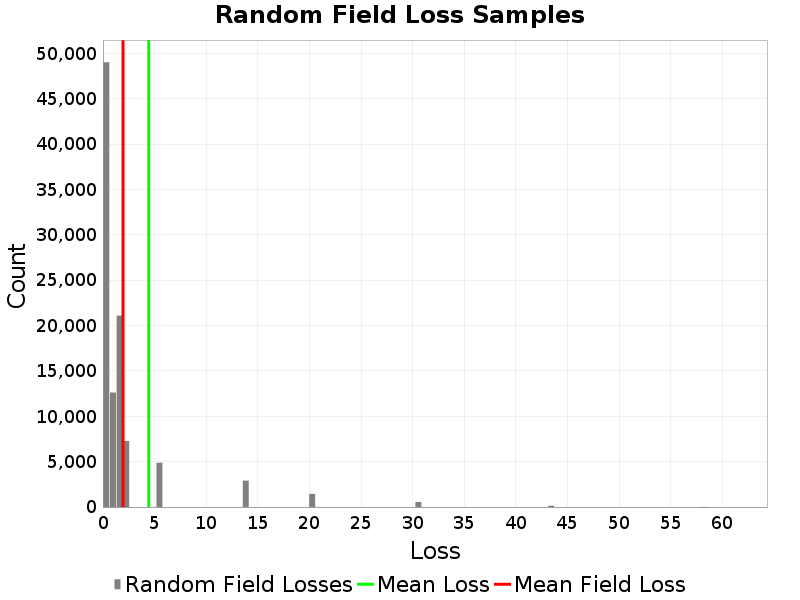 Random Field Loss Samples
Count
50,000
45,000
40,000
35,000
30,000
25,000
20,000
15,000
10,000
5,000
0
0 5 10 15 20 25 30 35 40 45 50 55 60
Loss
Random Field Losses Mean Loss Mean Field Loss